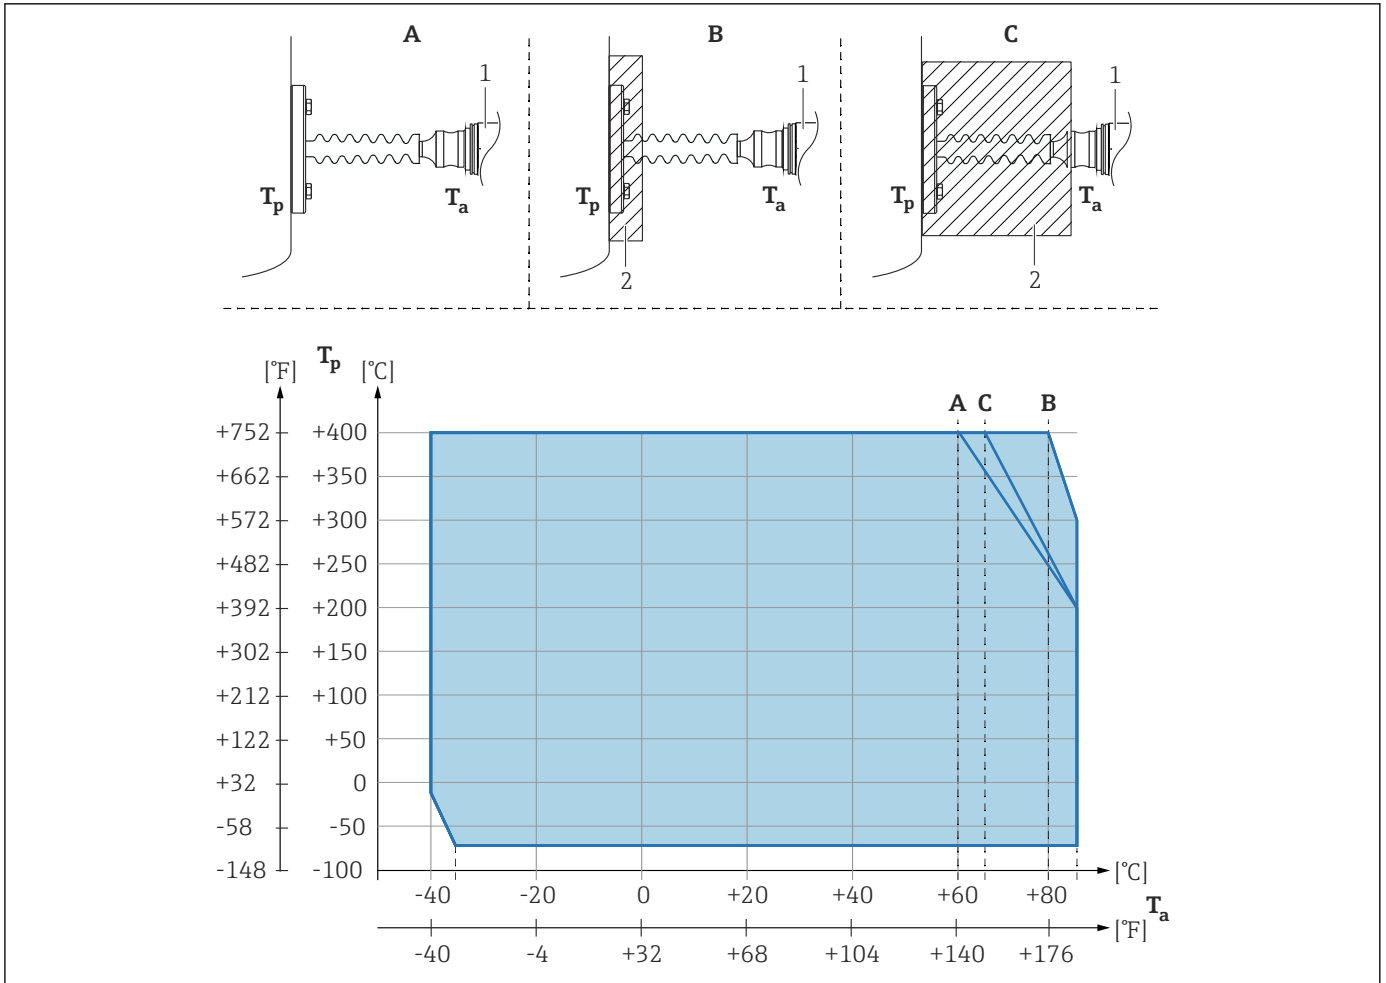 A B C
1 1 1
Tp Ta Tp Ta Tp Ta
2 2
[°F] Tp [°C]
A C B
+752 +400
+662 +350
+572 +300
+482 +250
+392 +200
+302 +150
+212 +100
+122 +50
+32 0
-58 -50
-148 -100
[°C]
-40 -20 0 +20 +40 +60 +80
Ta
[°F]
-40 -4 +32 +68 +104 +140 +176